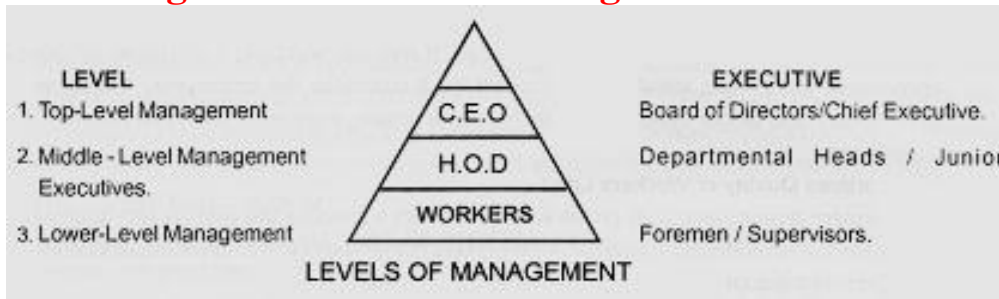 LEVEL
1. Top-Level Management
2. Middle - Level Management
Executives.
3. Lower-Level Management
C.E.O
H.O.D
WORKERS
EXECUTIVE
Board of Directors/Chief Executive.
Departmental Heads / Junior
Foremen / Supervisors.
LEVELS OF MANAGEMENT